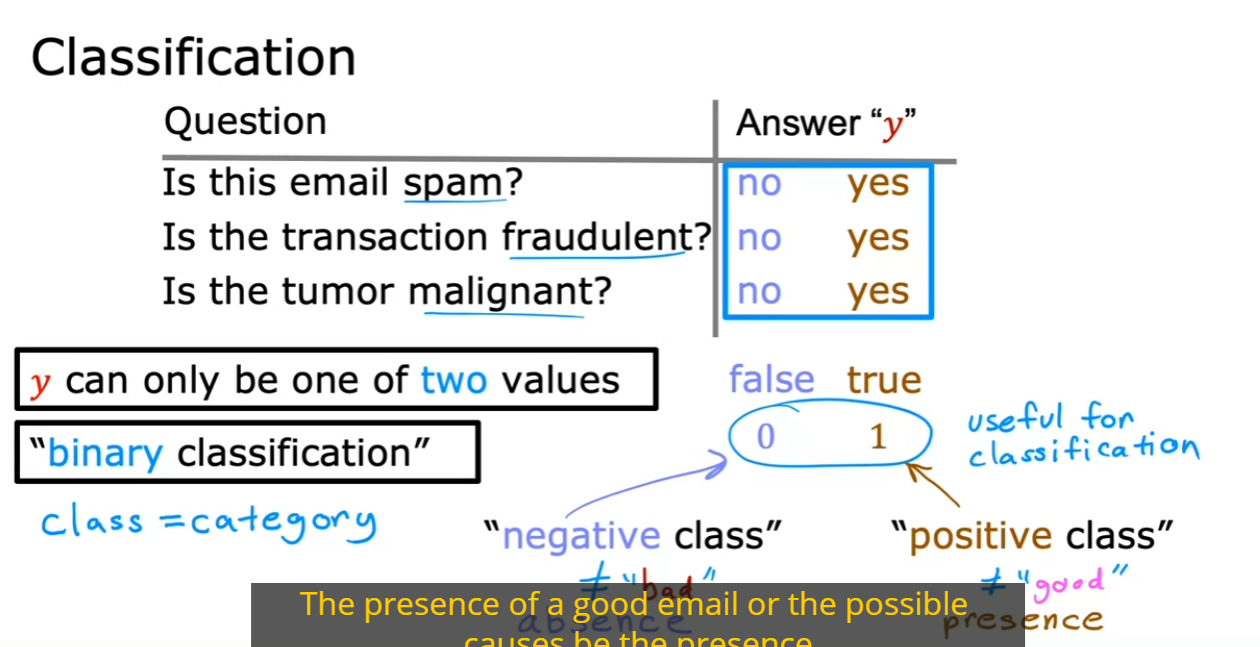 Classification
Question Answer “y”
Is this email spam? no yes
Is the transaction fraudulent? no yes
Is the tumor malignant? no yes
y can only be one of two values
false true
0 1
useful for
classification
“binary classification”
class = category
“negative class” “positive class”
≠ "bad" ≠ "good"
absence presence
The presence of a good email or the possible
causes be the presence